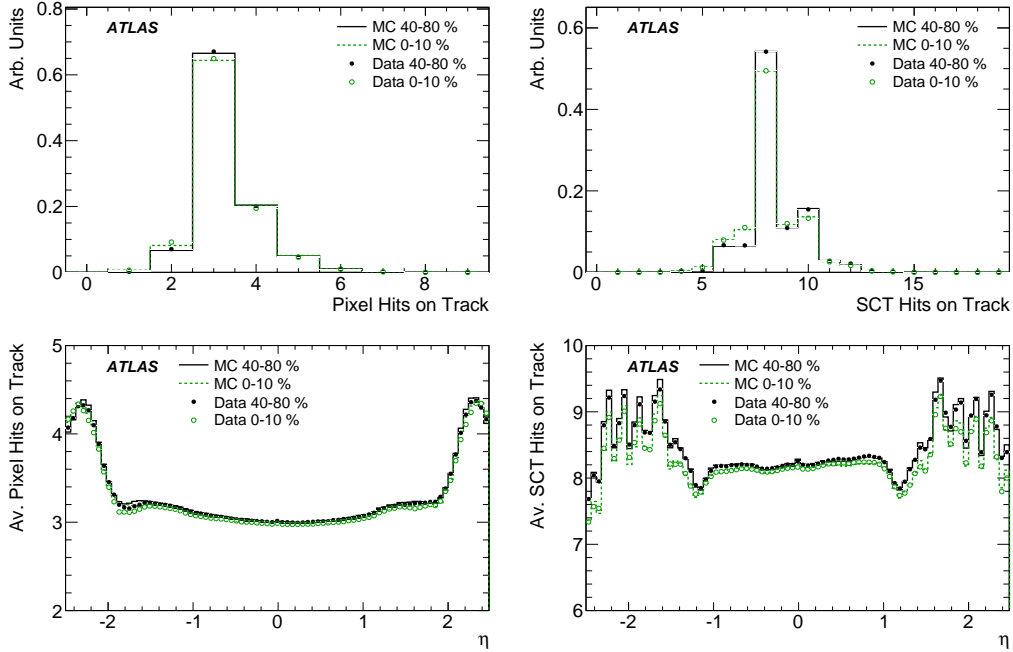 Arb. Units
0.8
0.6
0.4
0.2
0
ATLAS
MC 40-80 %
MC 0-10 %
Data 40-80 %
Data 0-10 %
0 2 4 6 8
Pixel Hits on Track
Arb. Units
0.6
0.4
0.2
0
ATLAS
MC 40-80 %
MC 0-10 %
Data 40-80 %
Data 0-10 %
0 5 10 15
SCT Hits on Track
Av. Pixel Hits on Track
5
4
3
2
ATLAS
MC 40-80 %
MC 0-10 %
Data 40-80 %
Data 0-10 %
-2 -1 0 1 2
η
Av. SCT Hits on Track
10
9
8
7
6
ATLAS
MC 40-80 %
MC 0-10 %
Data 40-80 %
Data 0-10 %
-2 -1 0 1 2
η